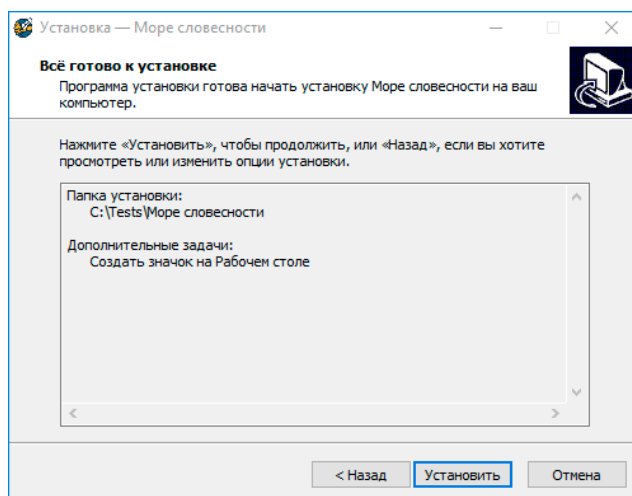 Установка — Море словесности
Всё готово к установке
Программа установки готова начать установку Море словесности на ваш
компьютер.
Нажмите «Установить», чтобы продолжить, или «Назад», если вы хотите
просмотреть или изменить опции установки.
Папка установки:
C:\Tests\Море словесности
Дополнительные задачи:
Создать значок на Рабочем столе
< Назад
Установить
Отмена